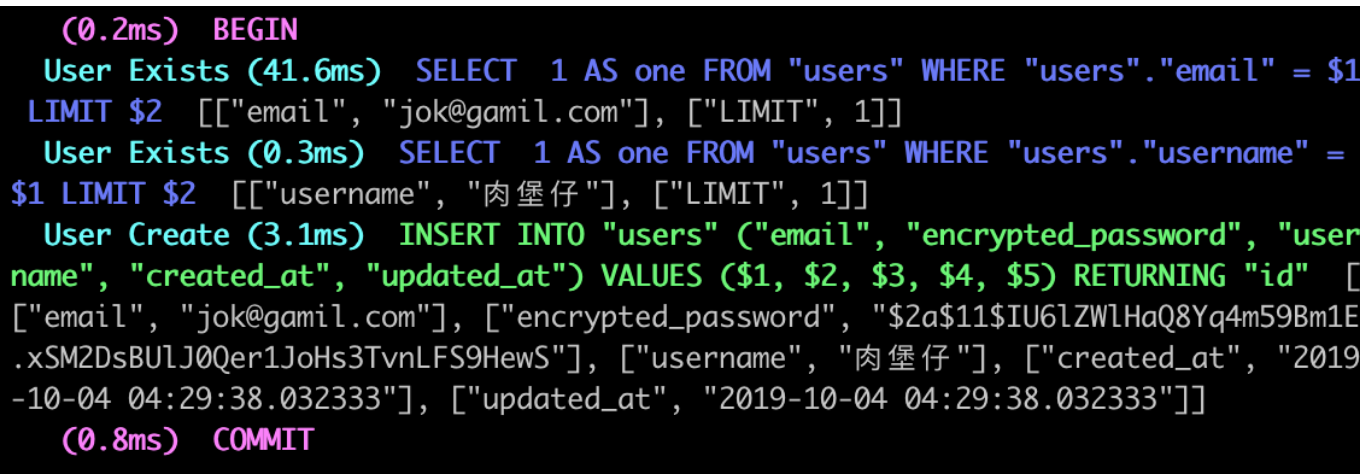 (0.2ms)  BEGIN
User Exists (41.6ms)  SELECT  1 AS one FROM "users" WHERE "users"."email" = $1
LIMIT $2  [["email", "jok@gamil.com"], ["LIMIT", 1]]
User Exists (0.3ms)  SELECT  1 AS one FROM "users" WHERE "users"."username" =
$1 LIMIT $2  [["username", "肉堡仔"], ["LIMIT", 1]]
User Create (3.1ms)  INSERT INTO "users" ("email", "encrypted_password", "user
name", "created_at", "updated_at") VALUES ($1, $2, $3, $4, $5) RETURNING "id"  [
["email", "jok@gamil.com"], ["encrypted_password", "$2a$11$IU6lZWlHaQ8Yq4m59Bm1E
.xSM2DsBUlJ0Qer1JoHs3TvnLFS9HewS"], ["username", "肉堡仔"], ["created_at", "2019
-10-04 04:29:38.032333"], ["updated_at", "2019-10-04 04:29:38.032333"]]
(0.8ms)  COMMIT